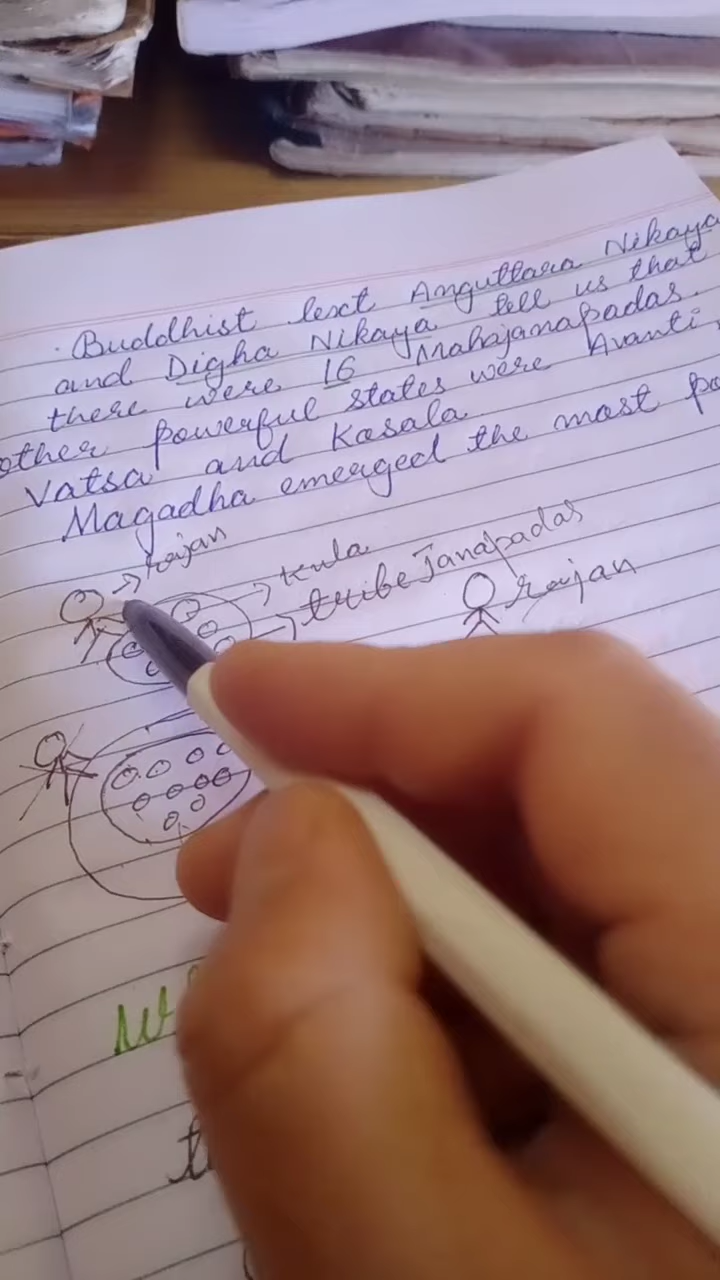 . Buddhist text Anguttara Nikaya
and Digha Nikaya tell us that
there were 16 Mahajanapadas.
other powerful states were Avanti,
Vatsa and Kosala
Magadha emerged the most
rajan
kula
tribe Janapadas
rajan